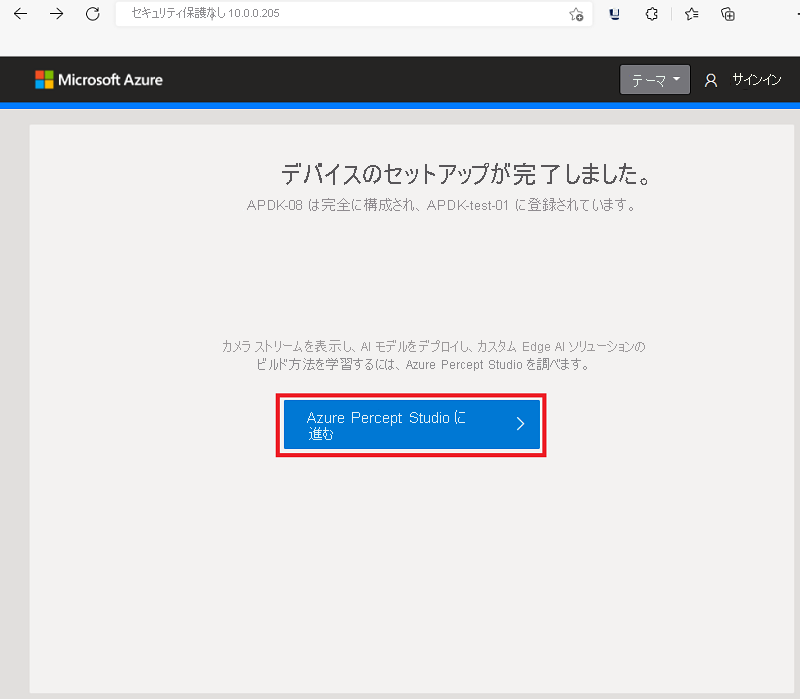 セキュリティ保護なし 10.0.0.205
Microsoft Azure
テーマ
サインイン
デバイスのセットアップが完了しました。
APDK-08 は完全に構成され、APDK-test-01 に登録されています。
カメラ ストリームを表示し、AI モデルをデプロイし、カスタム Edge AI ソリューションの
ビルド方法を学習するには、Azure Percept Studio を調べます。
Azure Percept Studio に
進む